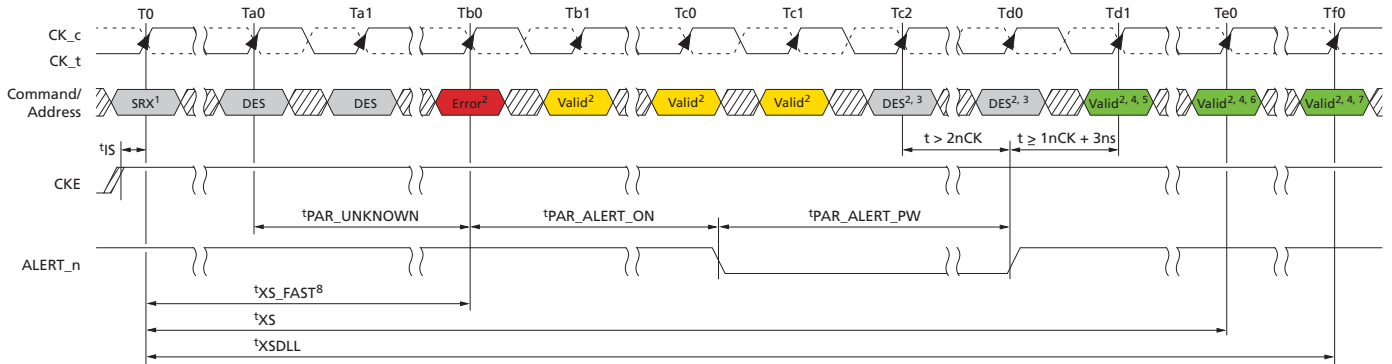 T0 Ta0 Ta1 Tb0 Tb1 Tc0 Tc1 Tc2 Td0 Td1 Te0 Tf0
CK_c
CK_t
Command/
Address
SRX¹ DES DES Error² Valid² Valid² Valid² DES², ³ DES², ³ Valid², ⁴, ⁵ Valid², ⁴, ⁶ Valid², ⁴, ⁷
tIS
t > 2nCK
t ≥ 1nCK + 3ns
CKE
tPAR_UNKNOWN
tPAR_ALERT_ON
tPAR_ALERT_PW
ALERT_n
tXS_FAST⁸
tXS
tXSDLL